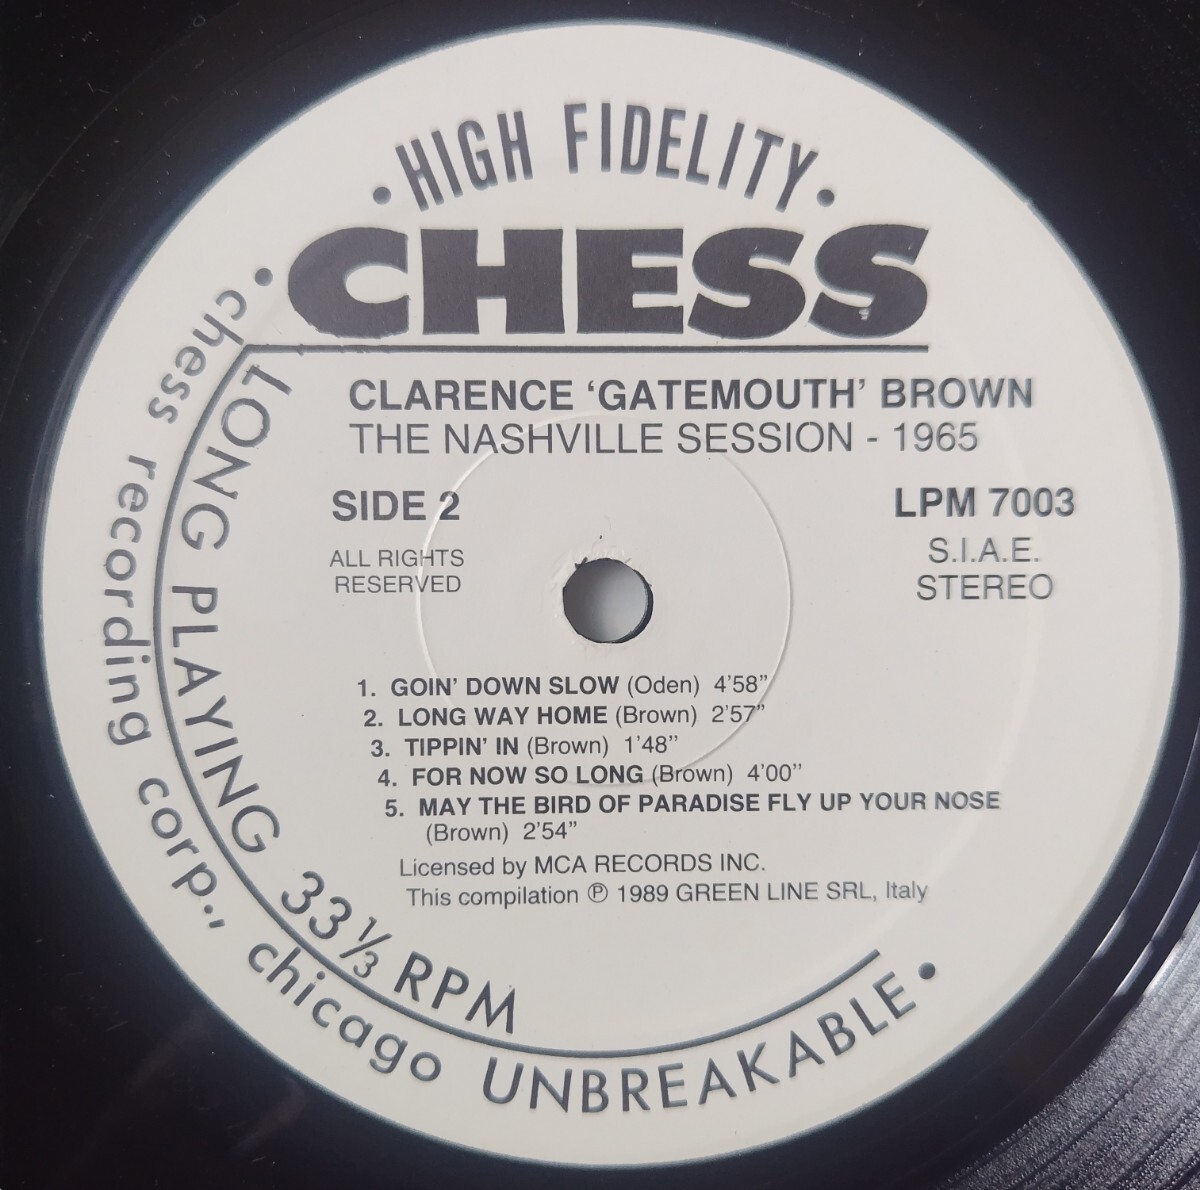 • HIGH FIDELITY •
CHESS
CLARENCE ‘GATEMOUTH’ BROWN
THE NASHVILLE SESSION - 1965
SIDE 2
LPM 7003
ALL RIGHTS
RESERVED
S.I.A.E.
STEREO
1. GOIN’ DOWN SLOW (Oden) 4’58”
2. LONG WAY HOME (Brown) 2’57”
3. TIPPIN’ IN (Brown) 1’48”
4. FOR NOW SO LONG (Brown) 4’00”
5. MAY THE BIRD OF PARADISE FLY UP YOUR NOSE
(Brown) 2’54”
Licensed by MCA RECORDS INC.
This compilation ℗ 1989 GREEN LINE SRL, Italy
LONG PLAYING 33⅓ RPM
• chess recording corp., chicago UNBREAKABLE •